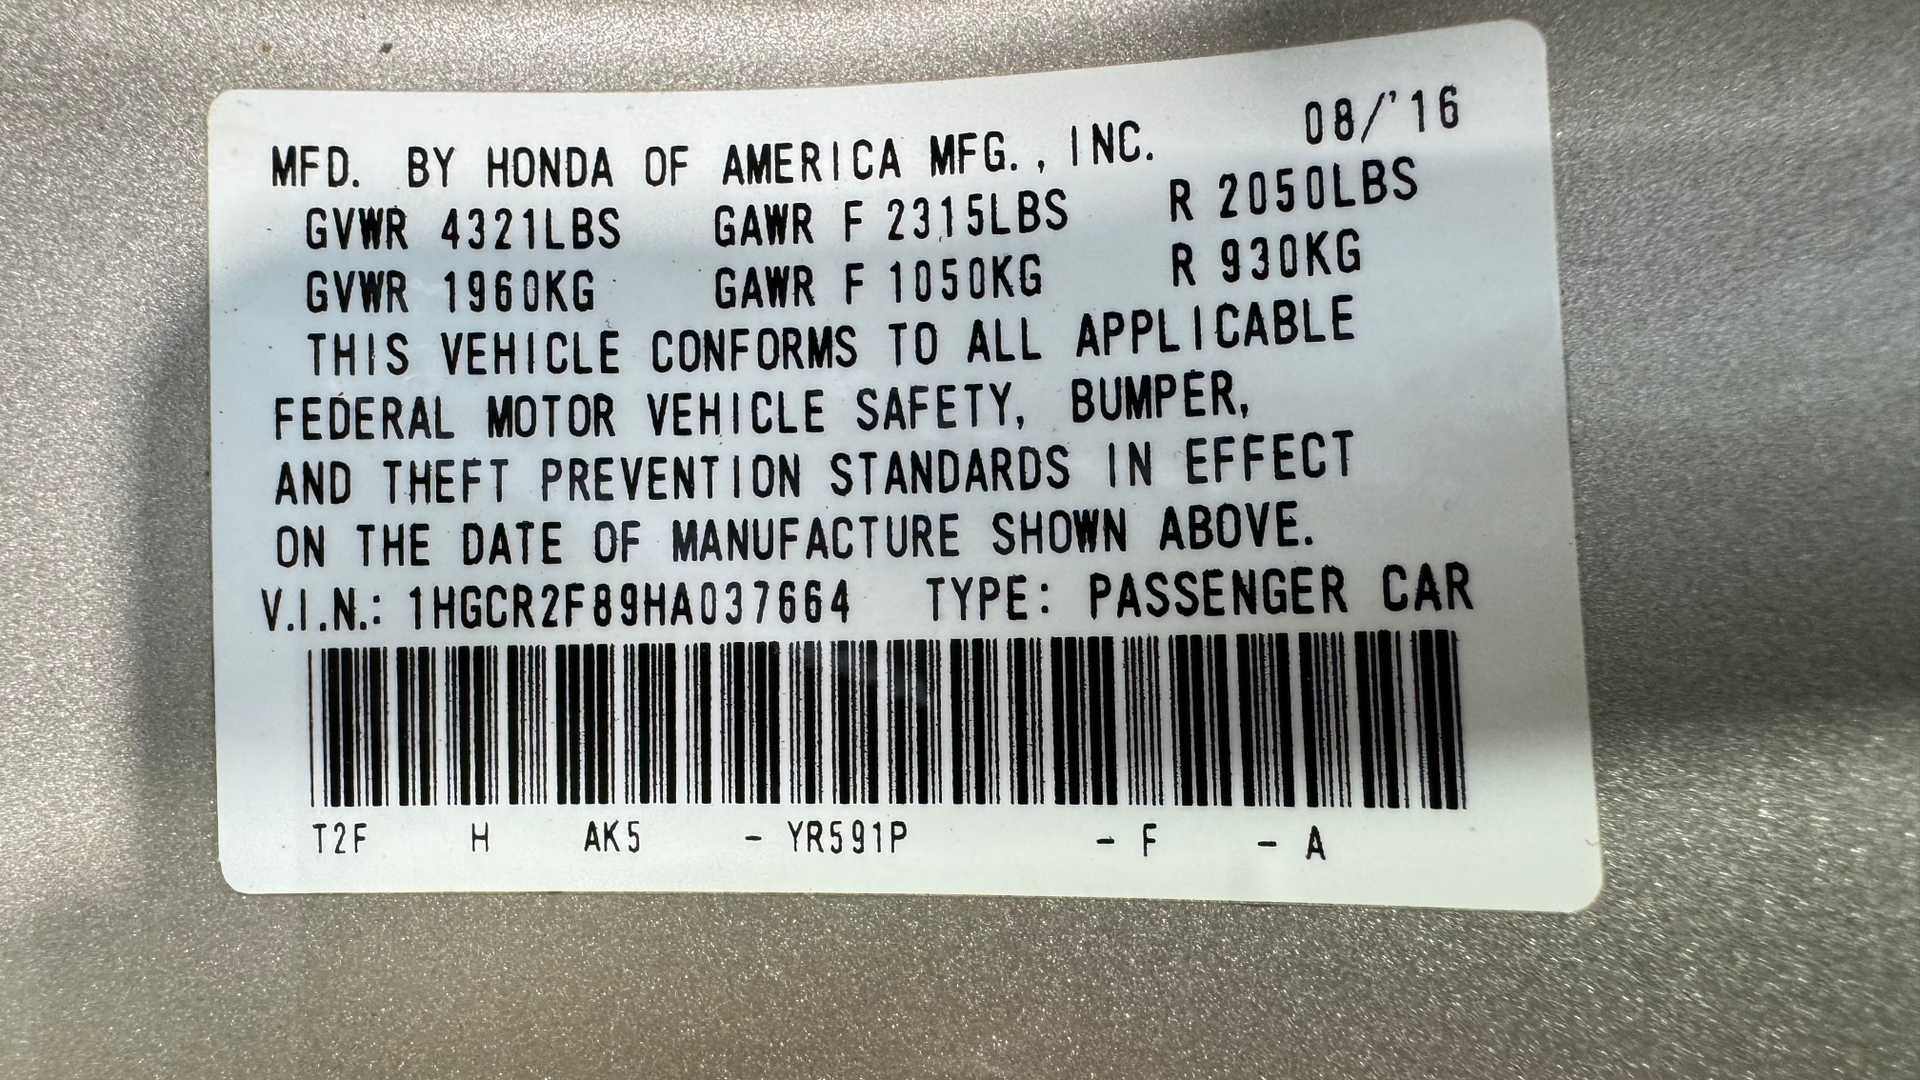 MFD. BY HONDA OF AMERICA MFG., INC. 08/'16
GVWR 4321LBS GAWR F 2315LBS R 2050LBS
GVWR 1960KG GAWR F 1050KG R 930KG
THIS VEHICLE CONFORMS TO ALL APPLICABLE
FEDERAL MOTOR VEHICLE SAFETY, BUMPER,
AND THEFT PREVENTION STANDARDS IN EFFECT
ON THE DATE OF MANUFACTURE SHOWN ABOVE.
V.I.N.: 1HGCR2F89HA037664 TYPE: PASSENGER CAR
T2F H AK5 - YR591P - F - A